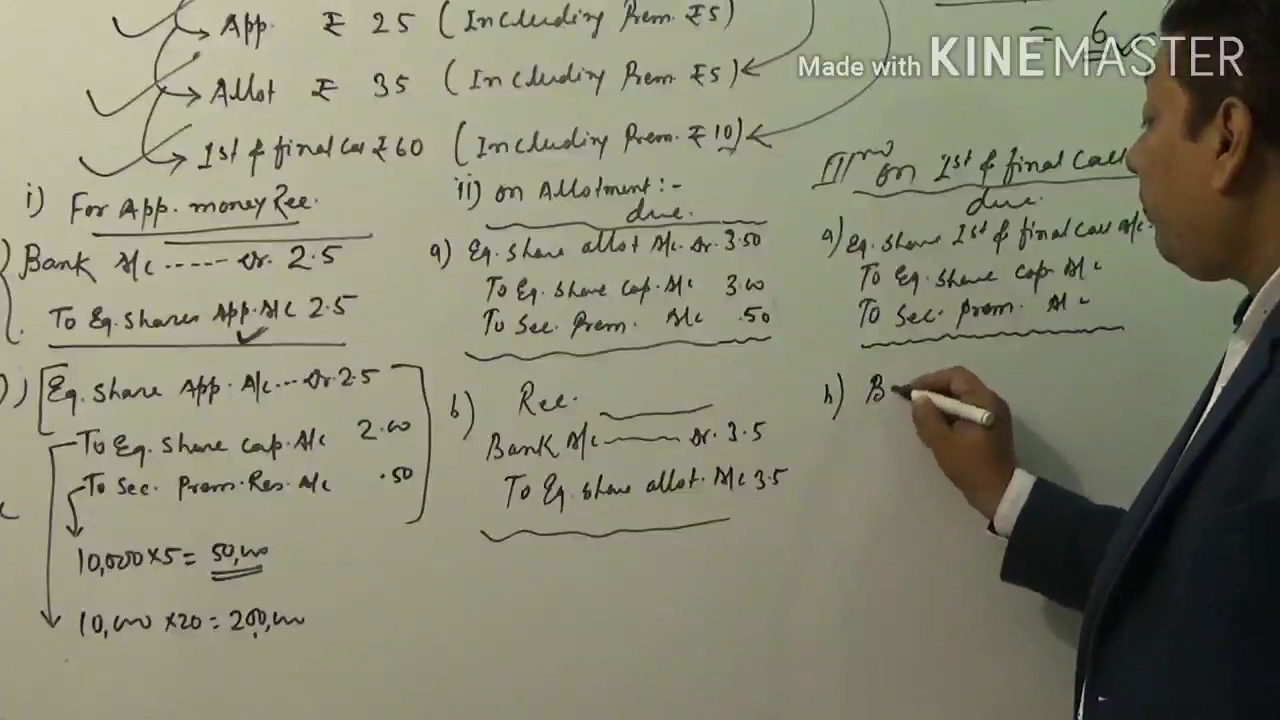 App. ₹ 25 (Including Prem. ₹5)
Allot ₹ 35 (Including Prem. ₹5)
1st & final Call ₹60 (Including Prem. ₹10)
= 6
Made with KINEMASTER
i) For App. money Rec.
) Bank A/c ----- Dr. 2.5
To Eq. Shares App. A/c 2.5
) Eq. Share App. A/c... Dr. 2.5
To Eq. Share Cap. A/c 2.00
To Sec. Prem. Res. A/c .50
10,000×5 = 50,000
10,000 ×20 = 200,000
ii) on Allotment :-
due.
a) Eq. Share allot A/c. Dr. 3.50
To Eq. Share Cap. A/c 3.00
To Sec. Prem. A/c .50
b) Rec.
Bank A/c ——— Dr. 3.5
To Eq. Share allot. A/c 3.5
III on 1st & final Call
due.
a) Eq. Share 1st & final Call A/c.
To Eq. Share Cap. A/c
To Sec. Prem. A/c
b) B